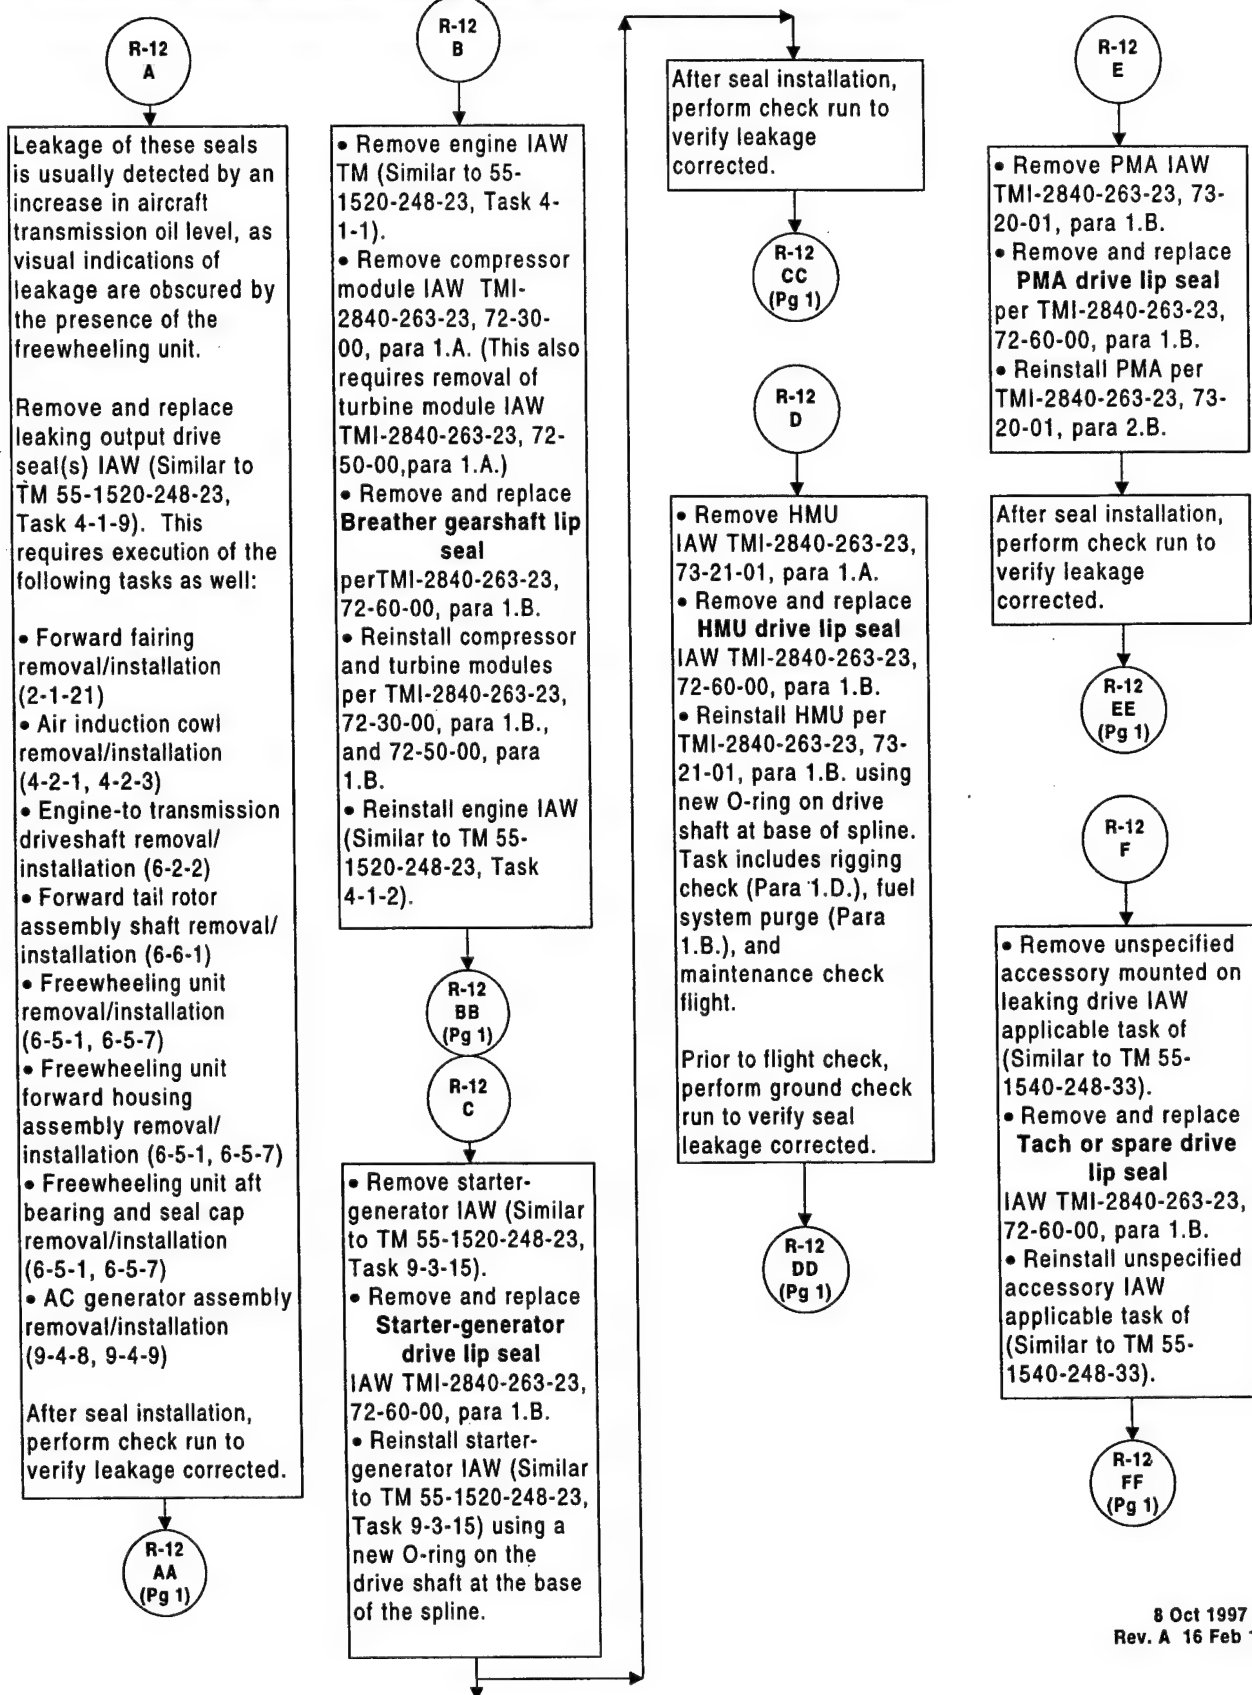 R-12
A
Leakage of these seals
is usually detected by an
increase in aircraft
transmission oil level, as
visual indications of
leakage are obscured by
the presence of the
freewheeling unit.
Remove and replace
leaking output drive
seal(s) IAW (Similar to
TM 55-1520-248-23,
Task 4-1-9). This
requires execution of the
following tasks as well:
• Forward fairing
removal/installation
(2-1-21)
• Air induction cowl
removal/installation
(4-2-1, 4-2-3)
• Engine-to transmission
driveshaft removal/
installation (6-2-2)
• Forward tail rotor
assembly shaft removal/
installation (6-6-1)
• Freewheeling unit
removal/installation
(6-5-1, 6-5-7)
• Freewheeling unit
forward housing
assembly removal/
installation (6-5-1, 6-5-7)
• Freewheeling unit aft
bearing and seal cap
removal/installation
(6-5-1, 6-5-7)
• AC generator assembly
removal/installation
(9-4-8, 9-4-9)
After seal installation,
perform check run to
verify leakage corrected.
R-12
AA
(Pg 1)
R-12
B
• Remove engine IAW
TM (Similar to 55-
1520-248-23, Task 4-
1-1).
• Remove compressor
module IAW TMI-
2840-263-23, 72-30-
00, para 1.A. (This also
requires removal of
turbine module IAW
TMI-2840-263-23, 72-
50-00,para 1.A.)
• Remove and replace
Breather gearshaft lip
seal
perTMI-2840-263-23,
72-60-00, para 1.B.
• Reinstall compressor
and turbine modules
per TMI-2840-263-23,
72-30-00, para 1.B.,
and 72-50-00, para
1.B.
• Reinstall engine IAW
(Similar to TM 55-
1520-248-23, Task
4-1-2).
R-12
BB
(Pg 1)
R-12
C
• Remove starter-
generator IAW (Similar
to TM 55-1520-248-23,
Task 9-3-15).
• Remove and replace
Starter-generator
drive lip seal
IAW TMI-2840-263-23,
72-60-00, para 1.B.
• Reinstall starter-
generator IAW (Similar
to TM 55-1520-248-23,
Task 9-3-15) using a
new O-ring on the
drive shaft at the base
of the spline.
After seal installation,
perform check run to
verify leakage
corrected.
R-12
CC
(Pg 1)
R-12
D
• Remove HMU
IAW TMI-2840-263-23,
73-21-01, para 1.A.
• Remove and replace
HMU drive lip seal
IAW TMI-2840-263-23,
72-60-00, para 1.B.
• Reinstall HMU per
TMI-2840-263-23, 73-
21-01, para 1.B. using
new O-ring on drive
shaft at base of spline.
Task includes rigging
check (Para 1.D.), fuel
system purge (Para
1.B.), and
maintenance check
flight.
Prior to flight check,
perform ground check
run to verify seal
leakage corrected.
R-12
DD
(Pg 1)
R-12
E
• Remove PMA IAW
TMI-2840-263-23, 73-
20-01, para 1.B.
• Remove and replace
PMA drive lip seal
per TMI-2840-263-23,
72-60-00, para 1.B.
• Reinstall PMA per
TMI-2840-263-23, 73-
20-01, para 2.B.
After seal installation,
perform check run to
verify leakage
corrected.
R-12
EE
(Pg 1)
R-12
F
• Remove unspecified
accessory mounted on
leaking drive IAW
applicable task of
(Similar to TM 55-
1540-248-33).
• Remove and replace
Tach or spare drive
lip seal
IAW TMI-2840-263-23,
72-60-00, para 1.B.
• Reinstall unspecified
accessory IAW
applicable task of
(Similar to TM 55-
1540-248-33).
R-12
FF
(Pg 1)
8 Oct 1997
Rev. A 16 Feb